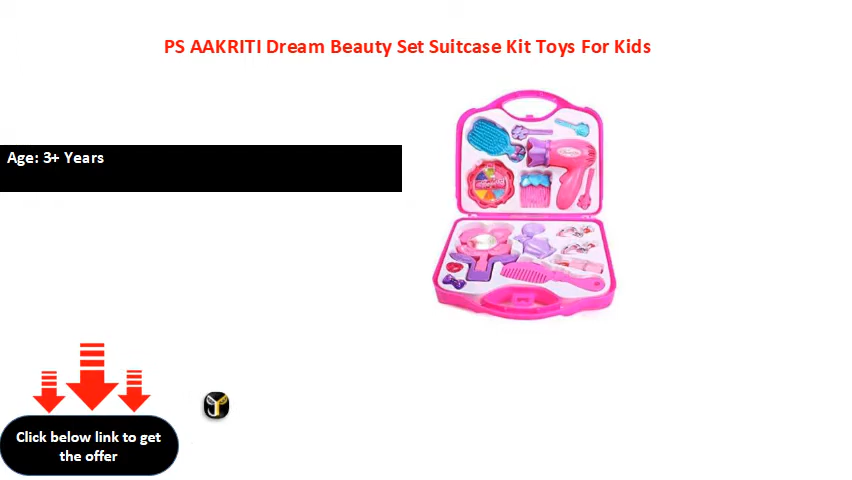 PS AAKRITI Dream Beauty Set Suitcase Kit Toys For Kids
Age: 3+ Years
Click below link to get
the offer